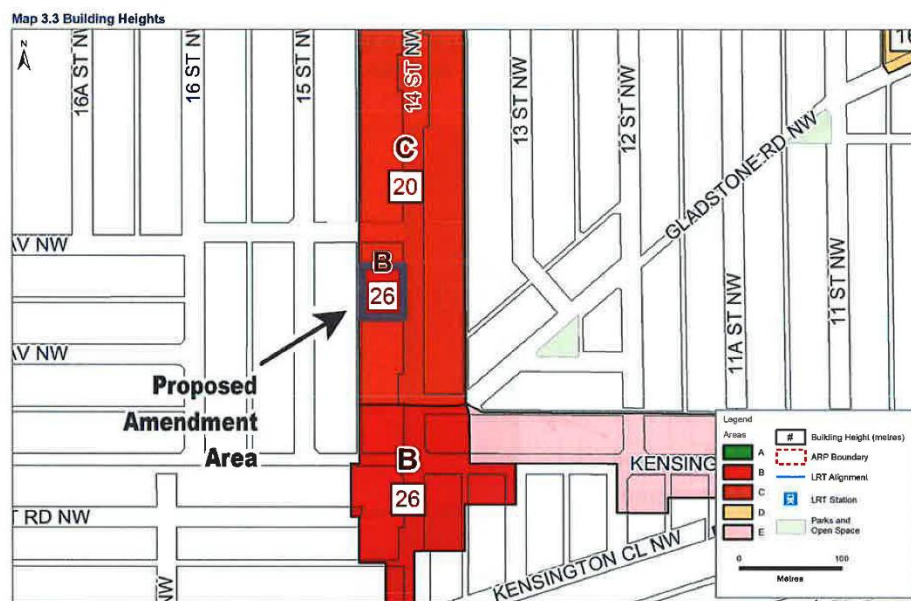 Map 3.3 Building Heights
N
16A ST NW
16 ST NW
15 ST NW
14 ST NW
13 ST NW
12 ST NW
GLADSTONE RD NW
11A ST NW
11 ST NW
16
C
20
AV NW
B
26
AV NW
Proposed
Amendment
Area
B
26
KENSING
T RD NW
NW
KENSINGTON CL NW
Legend
Areas
A
B
C
D
E
# Building Height (metres)
ARP Boundary
LRT Alignment
LRT Station
Parks and
Open Space
0 100
Metres